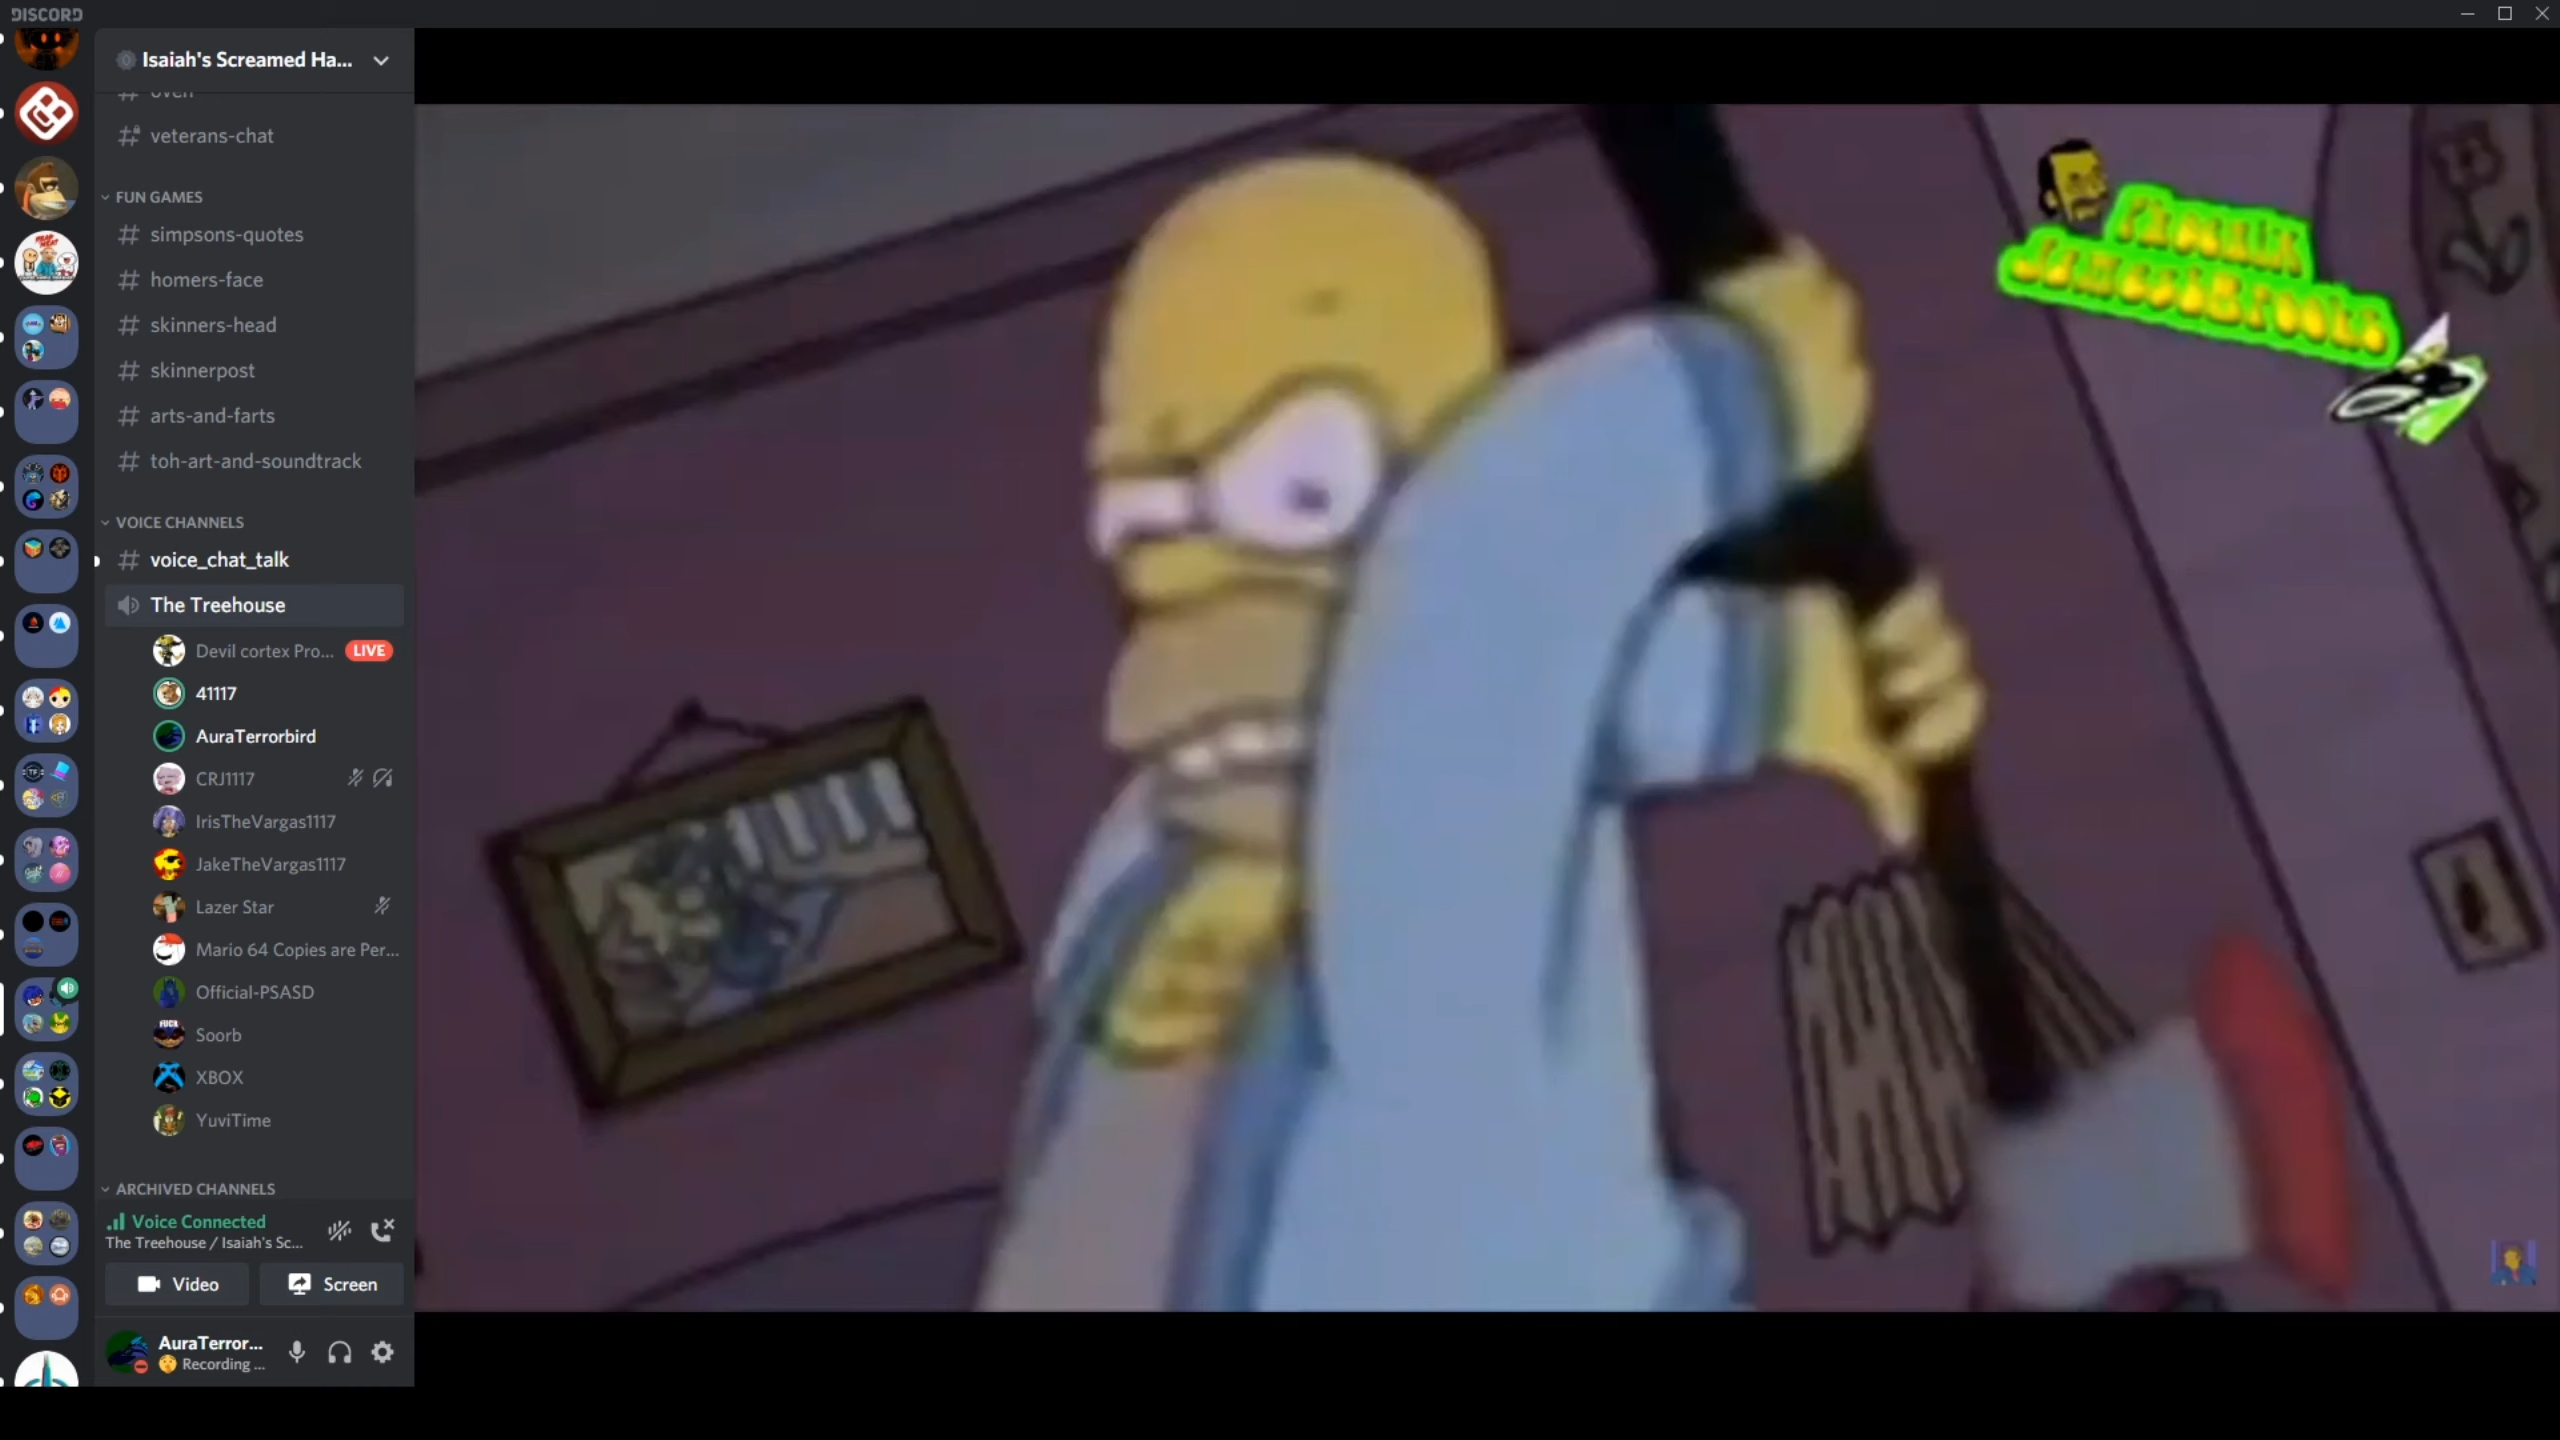 DISCORD
Isaiah's Screamed Ha...
oven
veterans-chat
FUN GAMES
simpsons-quotes
homers-face
skinners-head
skinnerpost
arts-and-farts
toh-art-and-soundtrack
VOICE CHANNELS
voice_chat_talk
The Treehouse
Devil cortex Pro... LIVE
41117
AuraTerrorbird
CRJ1117
IrisTheVargas1117
JakeTheVargas1117
Lazer Star
Mario 64 Copies are Per...
Official-PSASD
FUCK
Soorb
XBOX
YuviTime
ARCHIVED CHANNELS
Voice Connected
The Treehouse / Isaiah's Sc...
Video
Screen
AuraTerror...
Recording ...